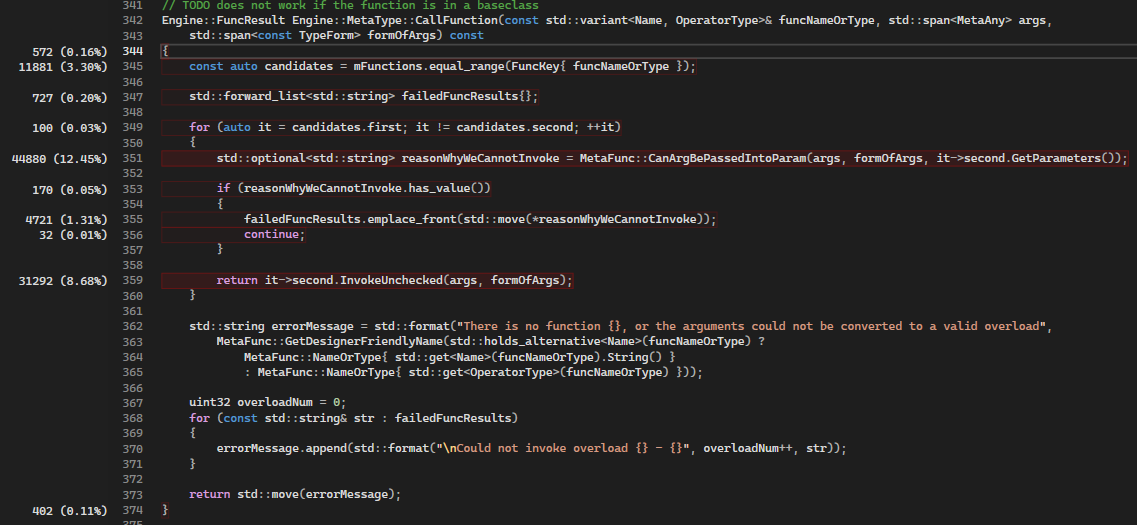 341 // TODO does not work if the function is in a baseclass
342 Engine::FuncResult Engine::MetaType::CallFunction(const std::variant<Name, OperatorType>& funcNameOrType, std::span<MetaAny> args,
343     std::span<const TypeForm> formOfArgs) const
572 (0.16%) 344 {
11881 (3.30%) 345     const auto candidates = mFunctions.equal_range(FuncKey{ funcNameOrType });
346
727 (0.20%) 347     std::forward_list<std::string> failedFuncResults{};
348
100 (0.03%) 349     for (auto it = candidates.first; it != candidates.second; ++it)
350     {
44880 (12.45%) 351         std::optional<std::string> reasonWhyWeCannotInvoke = MetaFunc::CanArgBePassedIntoParam(args, formOfArgs, it->second.GetParameters());
352
170 (0.05%) 353         if (reasonWhyWeCannotInvoke.has_value())
354         {
4721 (1.31%) 355             failedFuncResults.emplace_front(std::move(*reasonWhyWeCannotInvoke));
32 (0.01%) 356             continue;
357         }
358
31292 (8.68%) 359         return it->second.InvokeUnchecked(args, formOfArgs);
360     }
361
362     std::string errorMessage = std::format("There is no function {}, or the arguments could not be converted to a valid overload",
363         MetaFunc::GetDesignerFriendlyName(std::holds_alternative<Name>(funcNameOrType) ?
364             MetaFunc::NameOrType{ std::get<Name>(funcNameOrType).String() }
365             : MetaFunc::NameOrType{ std::get<OperatorType>(funcNameOrType) }));
366
367     uint32 overloadNum = 0;
368     for (const std::string& str : failedFuncResults)
369     {
370         errorMessage.append(std::format("\nCould not invoke overload {} - {}", overloadNum++, str));
371     }
372
373     return std::move(errorMessage);
402 (0.11%) 374 }